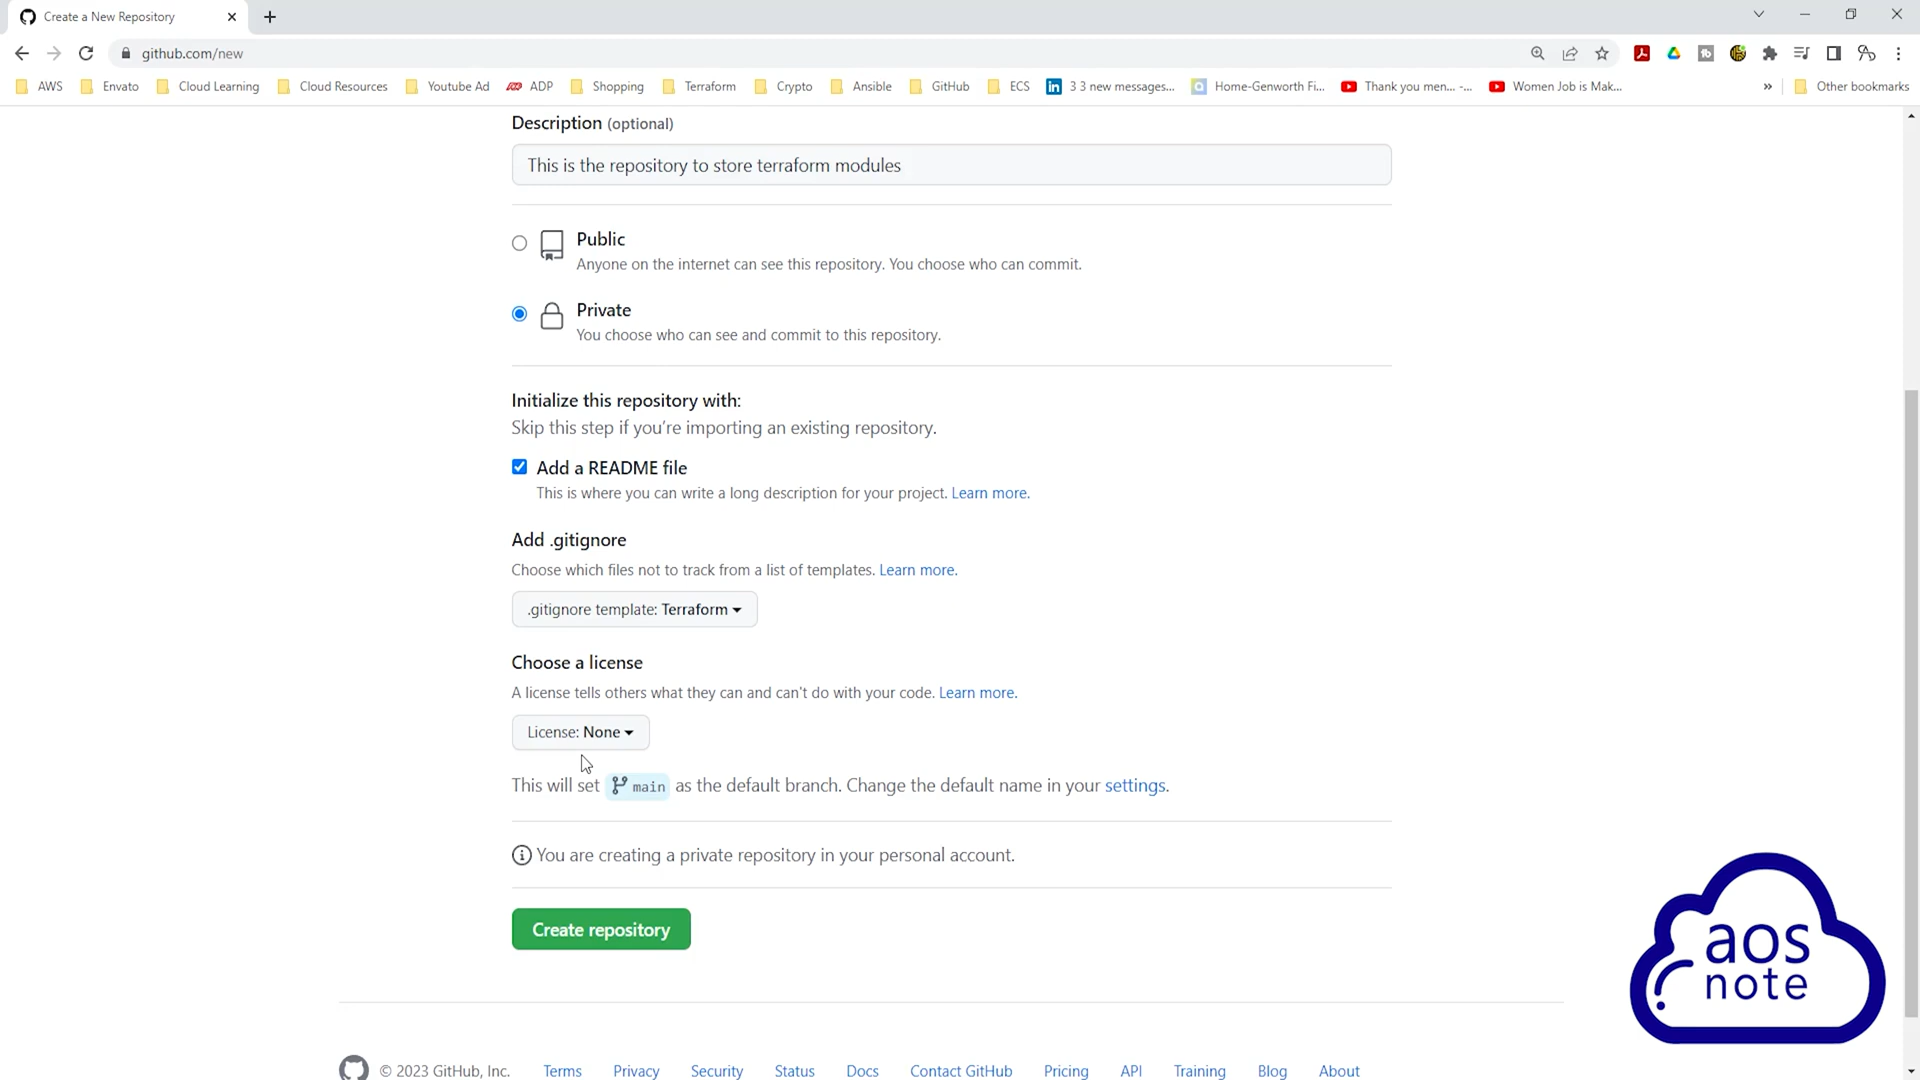 Create a New Repository
github.com/new
AWS Envato Cloud Learning Cloud Resources Youtube Ad ADP Shopping Terraform Crypto Ansible GitHub ECS 3 3 new messages... Home-Genworth Fi... Thank you men... -... Women Job is Mak... » Other bookmarks
Description (optional)
This is the repository to store terraform modules
Public
Anyone on the internet can see this repository. You choose who can commit.
Private
You choose who can see and commit to this repository.
Initialize this repository with:
Skip this step if you’re importing an existing repository.
Add a README file
This is where you can write a long description for your project. Learn more.
Add .gitignore
Choose which files not to track from a list of templates. Learn more.
.gitignore template: Terraform
Choose a license
A license tells others what they can and can't do with your code. Learn more.
License: None
This will set main as the default branch. Change the default name in your settings.
You are creating a private repository in your personal account.
Create repository
aos
note
© 2023 GitHub, Inc. Terms Privacy Security Status Docs Contact GitHub Pricing API Training Blog About